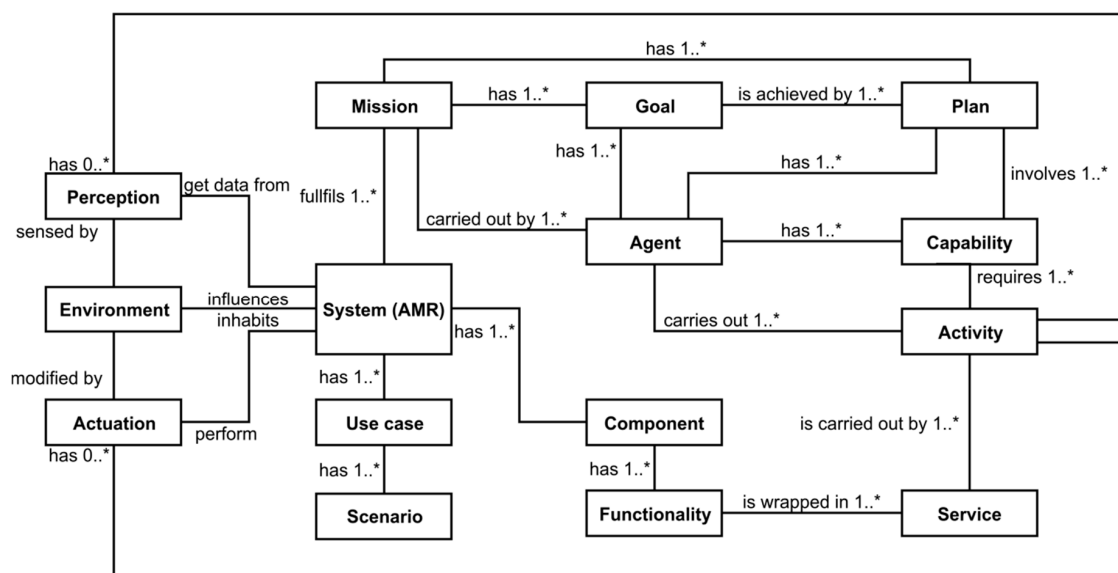 has 1..*
Mission
has 1..*
Goal
is achieved by 1..*
Plan
has 0..*
has 1..*
has 1..*
involves 1..*
Perception
get data from
fullfils 1..*
sensed by
carried out by 1..*
Agent
has 1..*
Capability
requires 1..*
Environment
influences
inhabits
System (AMR)
has 1..*
carries out 1..*
Activity
modified by
has 1..*
Actuation
perform
Use case
Component
is carried out by 1..*
has 0..*
has 1..*
has 1..*
Scenario
Functionality
is wrapped in 1..*
Service